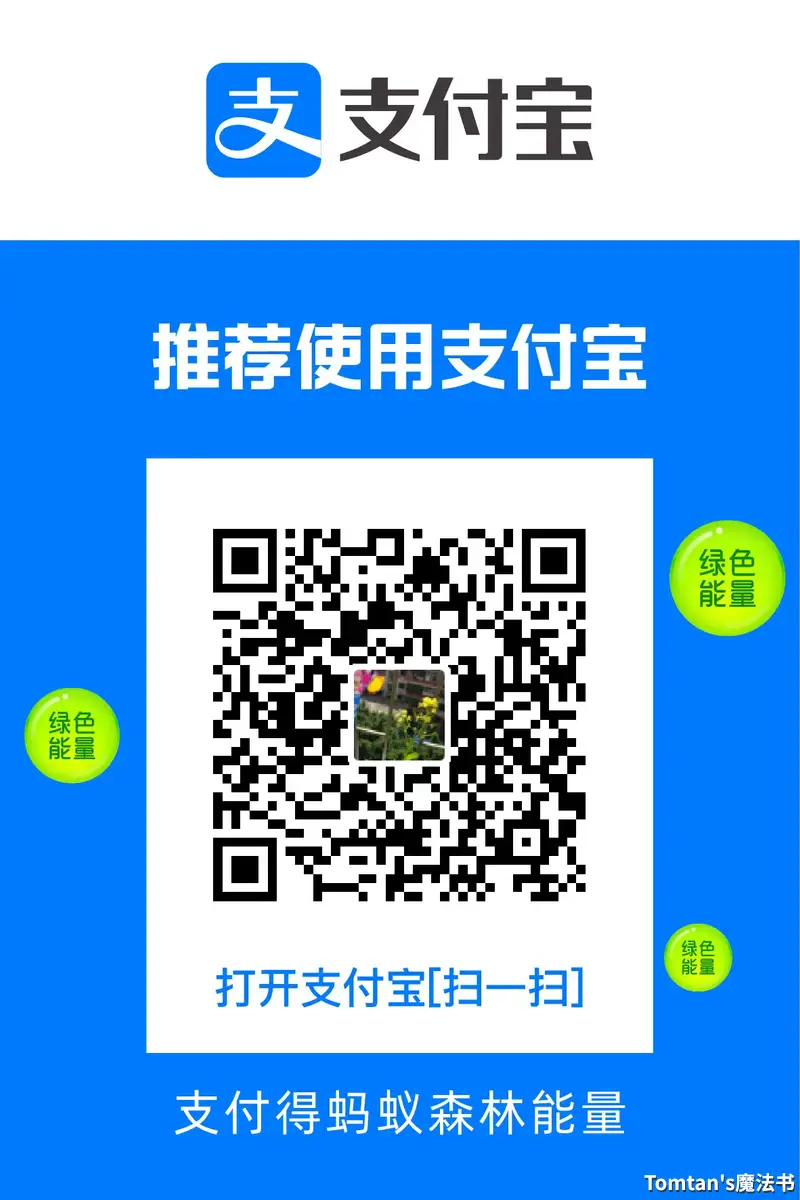 支付宝
推荐使用支付宝
绿色
能量
绿色
能量
绿色
能量
打开支付宝[扫一扫]
支付得蚂蚁森林能量
Tomtan's魔法书